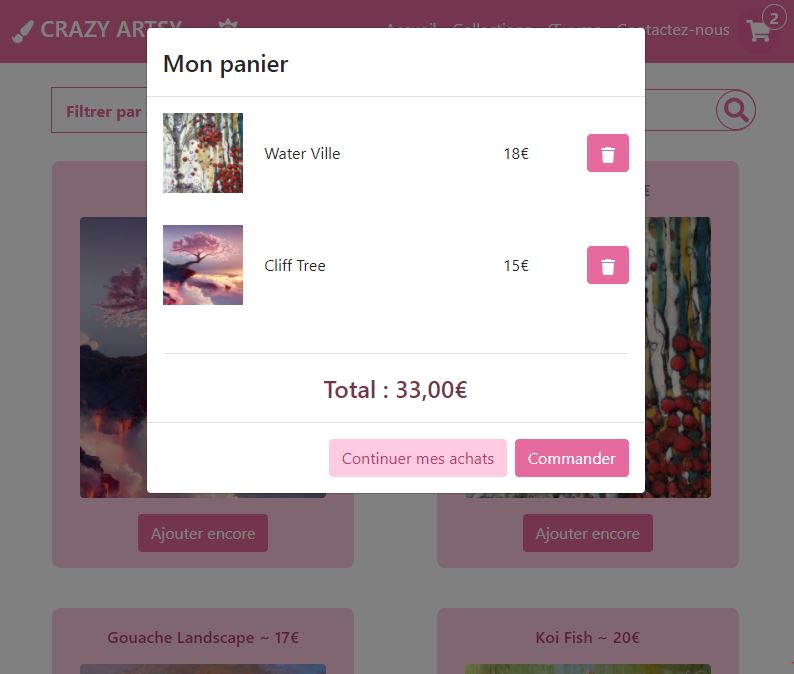 CRAZY ARTSY
Contactez-nous
2
Mon panier
Filtrer par
Water Ville 18€
€
Cliff Tree 15€
Total : 33,00€
Continuer mes achats Commander
Ajouter encore Ajouter encore
Gouache Landscape ~ 17€ Koi Fish ~ 20€